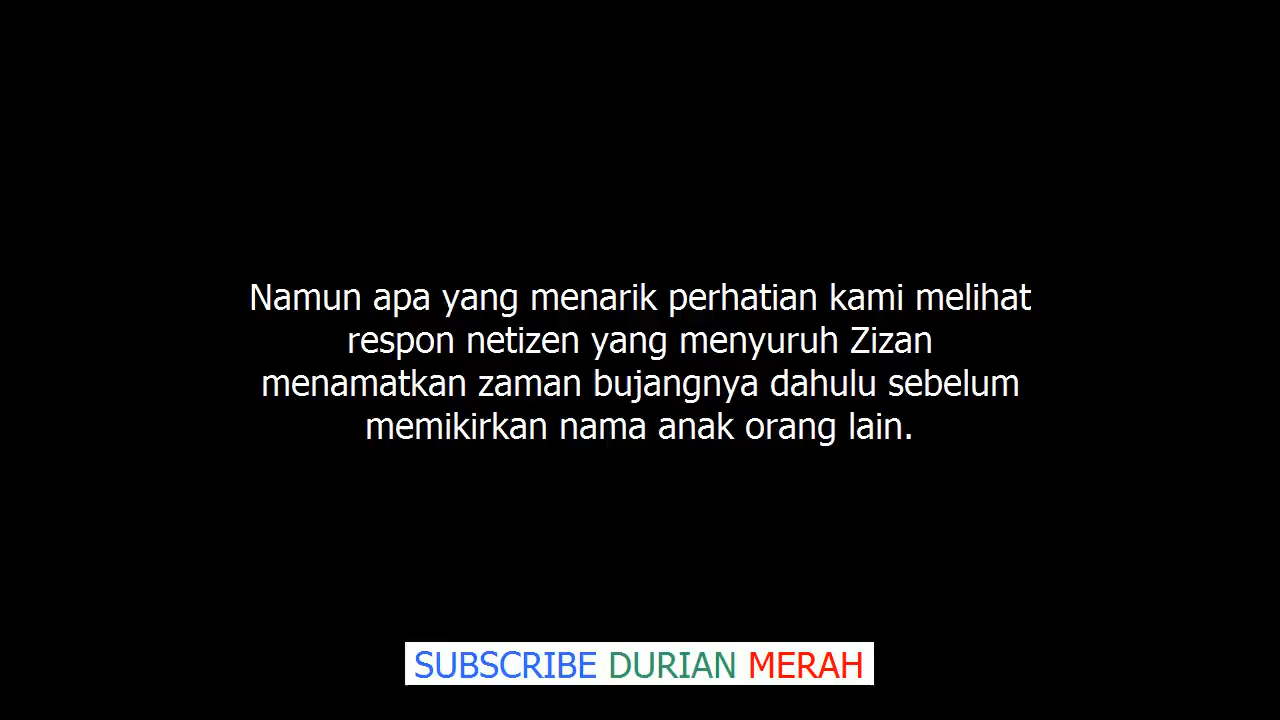 Namun apa yang menarik perhatian kami melihat
respon netizen yang menyuruh Zizan
menamatkan zaman bujangnya dahulu sebelum
memikirkan nama anak orang lain.
SUBSCRIBE DURIAN MERAH